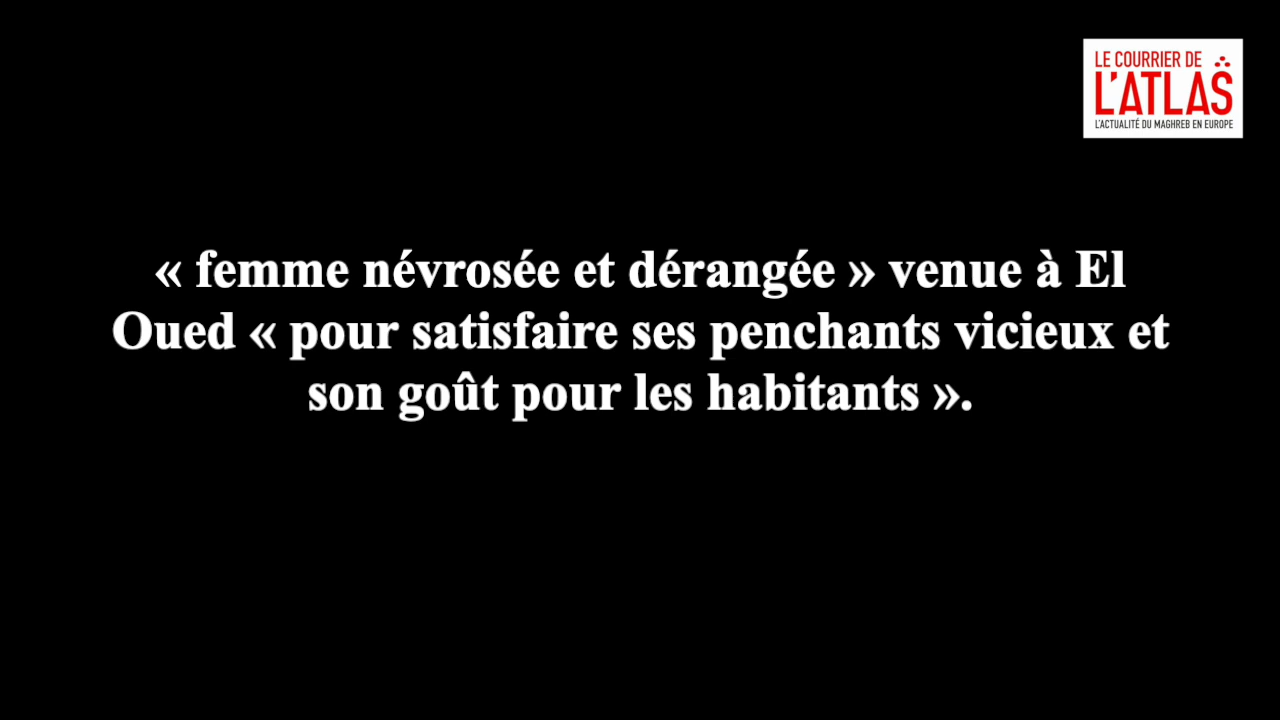 LE COURRIER DE
L'ATLAS
L'ACTUALITÉ DU MAGHREB EN EUROPE
« femme névrosée et dérangée » venue à El
Oued « pour satisfaire ses penchants vicieux et
son goût pour les habitants ».